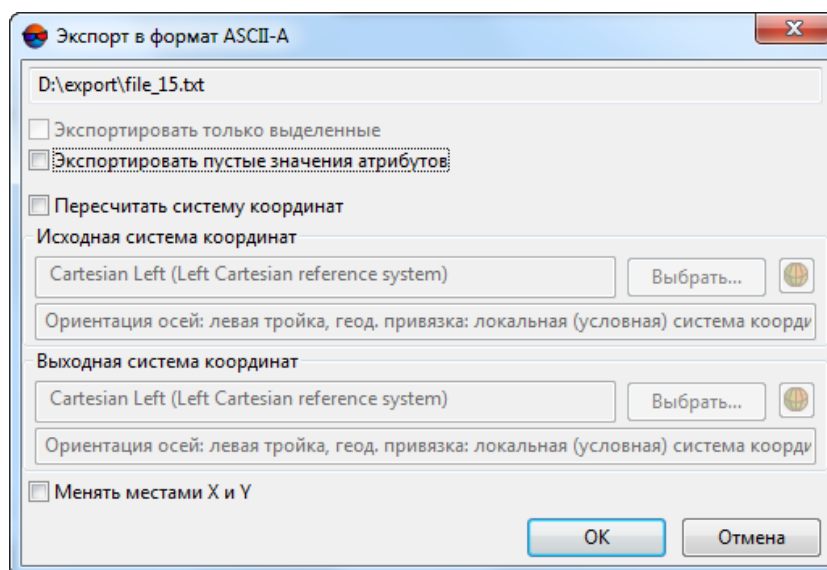 Экспорт в формат ASCII-A
D:\export\file_15.txt
Экспортировать только выделенные
Экспортировать пустые значения атрибутов
Пересчитать систему координат
Исходная система координат
Cartesian Left (Left Cartesian reference system)
Выбрать...
Ориентация осей: левая тройка, геод. привязка: локальная (условная) система коорди
Выходная система координат
Cartesian Left (Left Cartesian reference system)
Выбрать...
Ориентация осей: левая тройка, геод. привязка: локальная (условная) система коорди
Менять местами X и Y
OK
Отмена